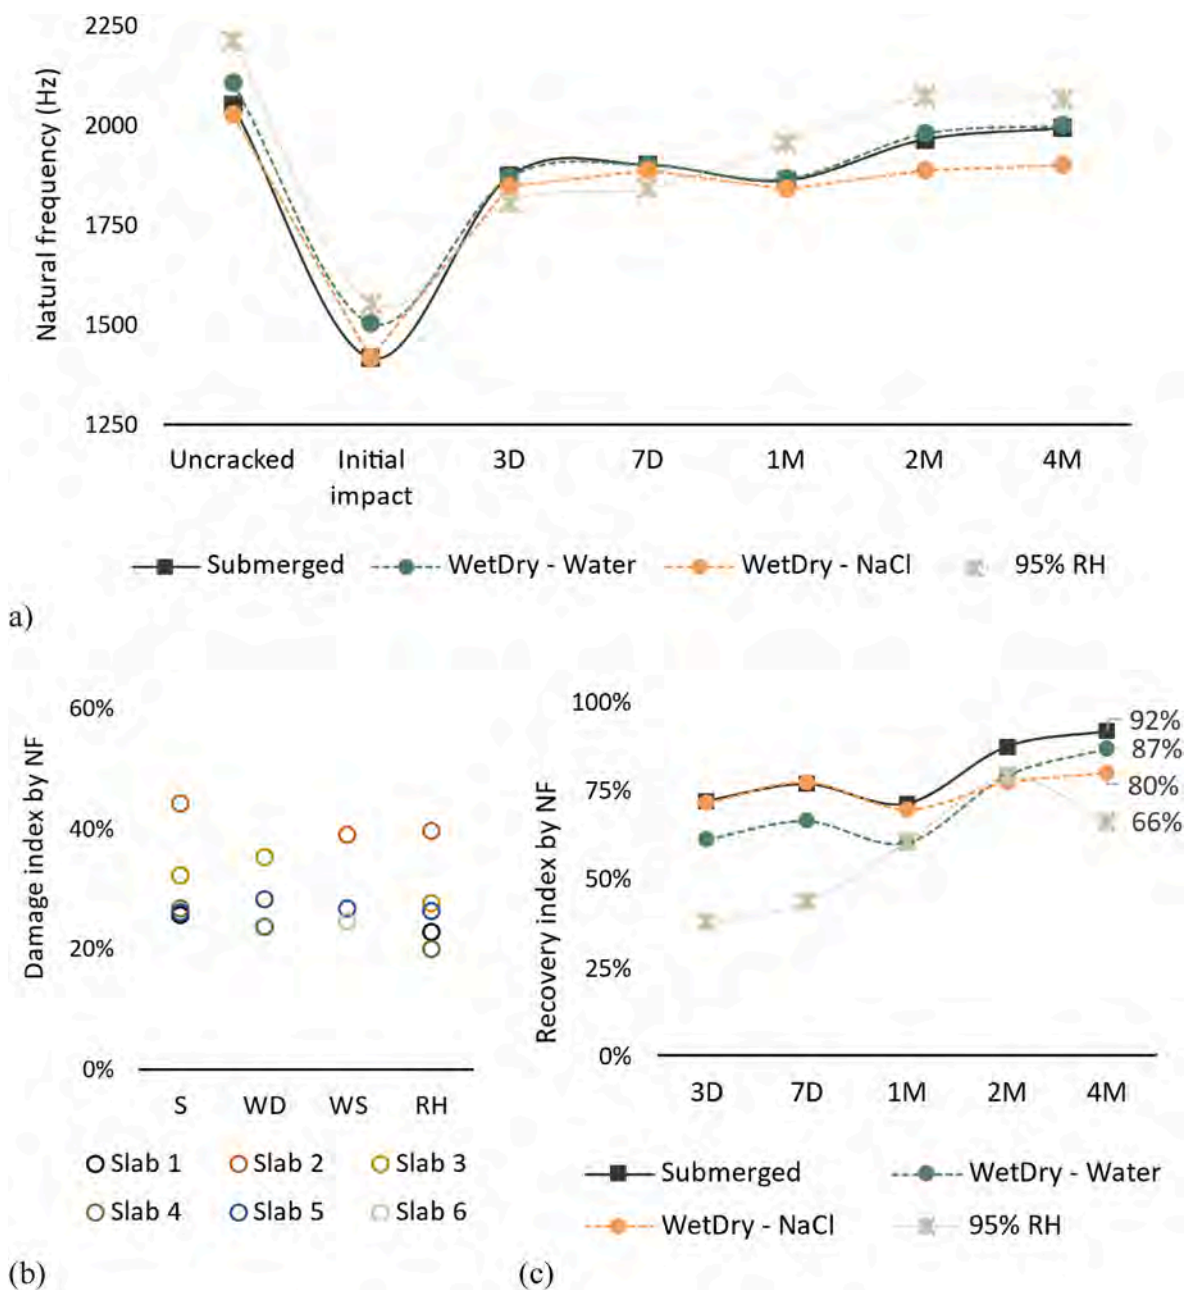 2250
2000
1750
1500
1250
Natural frequency (Hz)
Uncracked Initial impact 3D 7D 1M 2M 4M
Submerged WetDry - Water WetDry - NaCl 95% RH
a)
60%
40%
20%
0%
Damage index by NF
S WD WS RH
Slab 1 Slab 2 Slab 3
Slab 4 Slab 5 Slab 6
(b)
100%
75%
50%
25%
0%
Recovery index by NF
92%
87%
80%
66%
3D 7D 1M 2M 4M
Submerged WetDry - Water
WetDry - NaCl 95% RH
(c)